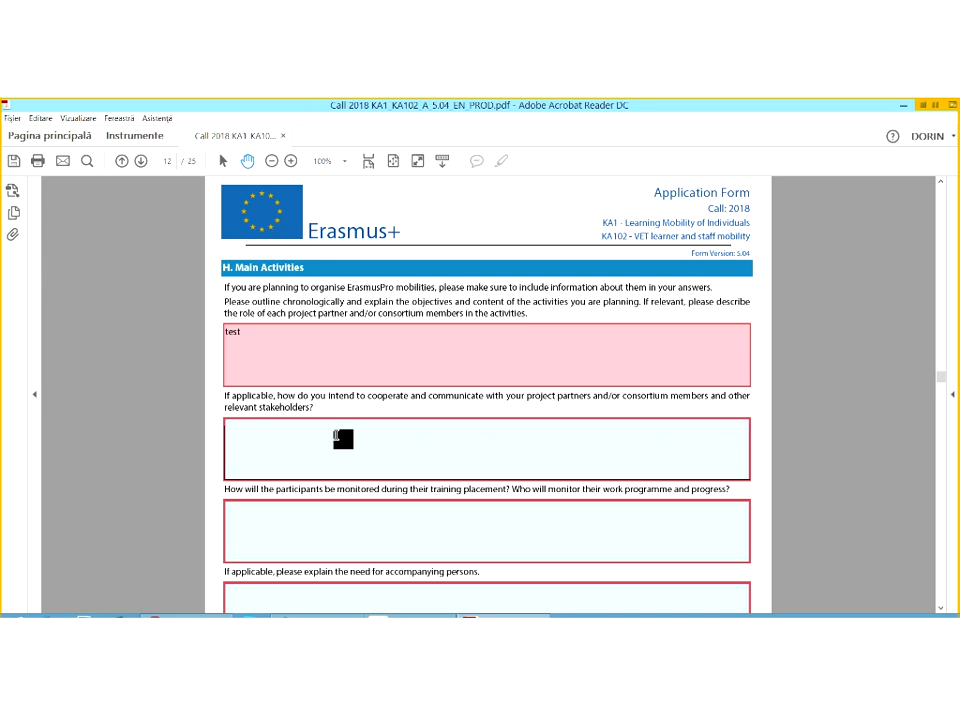 Call 2018 KA1_KA102_A_5.04_EN_PROD.pdf - Adobe Acrobat Reader DC
Fișier Editare Vizualizare Fereastră Asistență
Pagina principală Instrumente Call 2018 KA1_KA10... × DORIN
12 / 25 100%
Application Form
Call: 2018
KA1 - Learning Mobility of Individuals
Erasmus+
KA102 - VET learner and staff mobility
Form Version: 5.04
H. Main Activities
If you are planning to organise ErasmusPro mobilities, please make sure to include information about them in your answers.
Please outline chronologically and explain the objectives and content of the activities you are planning. If relevant, please describe
the role of each project partner and/or consortium members in the activities.
test
If applicable, how do you intend to cooperate and communicate with your project partners and/or consortium members and other
relevant stakeholders?
How will the participants be monitored during their training placement? Who will monitor their work programme and progress?
If applicable, please explain the need for accompanying persons.